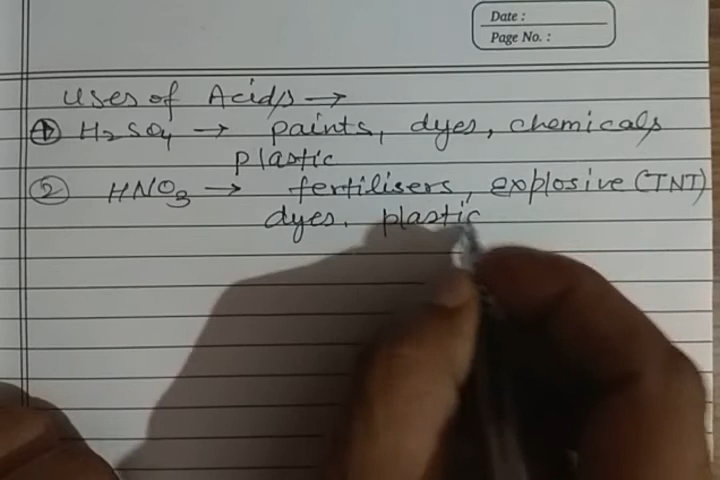 Date :
Page No. :
Uses of Acids →
① H₂SO₄ → paints, dyes, chemicals
plastic
② HNO₃ → fertilisers, explosive (TNT)
dyes. plastic